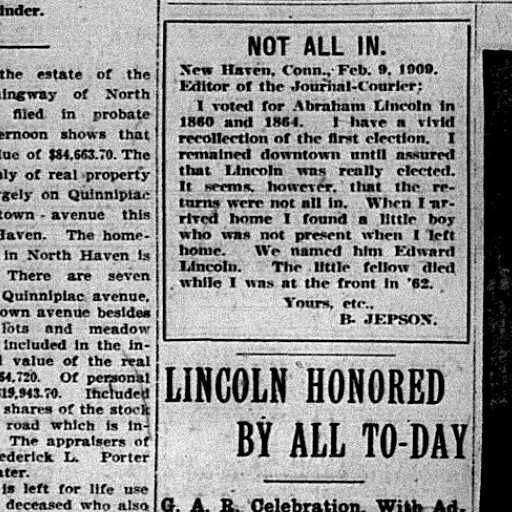 inder.
the estate of the
ingway of North
filed in probate
ernoon shows that
lue of $84,663.70. The
ly of real property
rgely on Quinnipiac
town - avenue this
Haven. The home-
in North Haven is
There are seven
Quinnipiac avenue,
own avenue besides
lots and meadow
included in the in-
l value of the real
64,720. Of personal
$19,943.70. Included
shares of the stock
road which is in-
The appraisers of
ederick L. Porter
ater.
is left for life use
deceased who also
NOT ALL IN.
New Haven, Conn., Feb. 9, 1909.
Editor of the Journal-Courier:
I voted for Abraham Lincoln in
1860 and 1864. I have a vivid
recollection of the first election. I
remained downtown until assured
that Lincoln was really elected.
It seems, however, that the re-
turns were not all in. When I ar-
rived home I found a little boy
who was not present when I left
home. We named him Edward
Lincoln. The little fellow died
while I was at the front in '62.
Yours, etc.,
B. JEPSON.
LINCOLN HONORED
BY ALL TO-DAY
G. A. R. Celebration, With Ad-